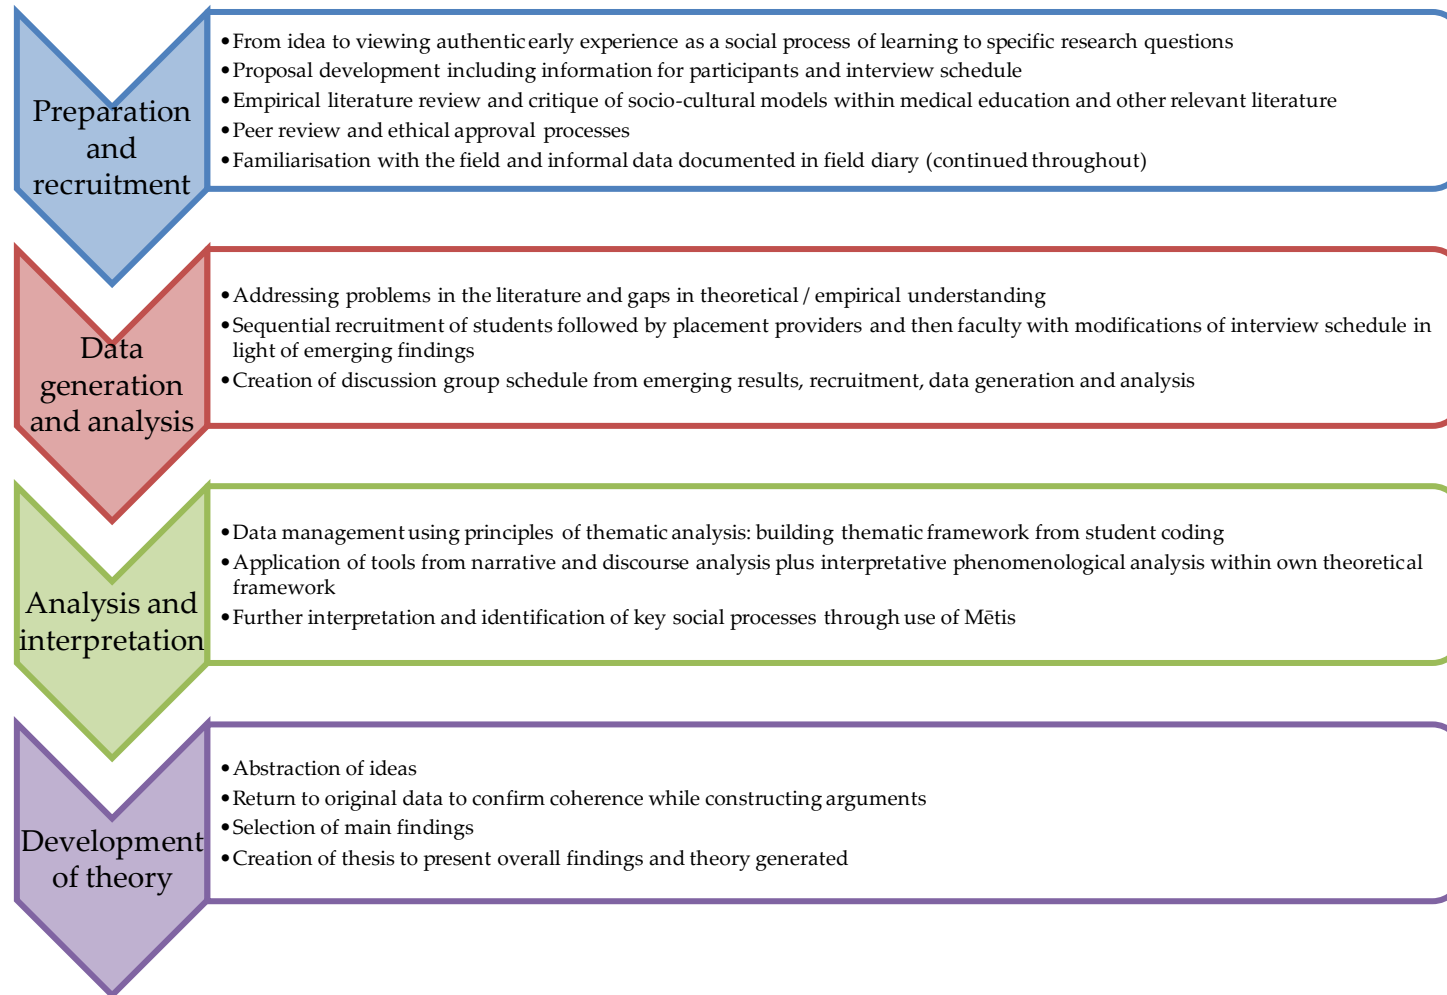 Preparation
and
recruitment
•From idea to viewing authentic early experience as a social process of learning to specific research questions
•Proposal development including information for participants and interview schedule
•Empirical literature review and critique of socio-cultural models within medical education and other relevant literature
•Peer review and ethical approval processes
•Familiarisation with the field and informal data documented in field diary (continued throughout)
Data
generation
and analysis
•Addressing problems in the literature and gaps in theoretical / empirical understanding
•Sequential recruitment of students followed by placement providers and then faculty with modifications of interview schedule in
light of emerging findings
•Creation of discussion group schedule from emerging results, recruitment, data generation and analysis
Analysis and
interpretation
•Data management using principles of thematic analysis: building thematic framework from student coding
•Application of tools from narrative and discourse analysis plus interpretative phenomenological analysis within own theoretical
framework
•Further interpretation and identification of key social processes through use of Mētis
Development
of theory
•Abstraction of ideas
•Return to original data to confirm coherence while constructing arguments
•Selection of main findings
•Creation of thesis to present overall findings and theory generated